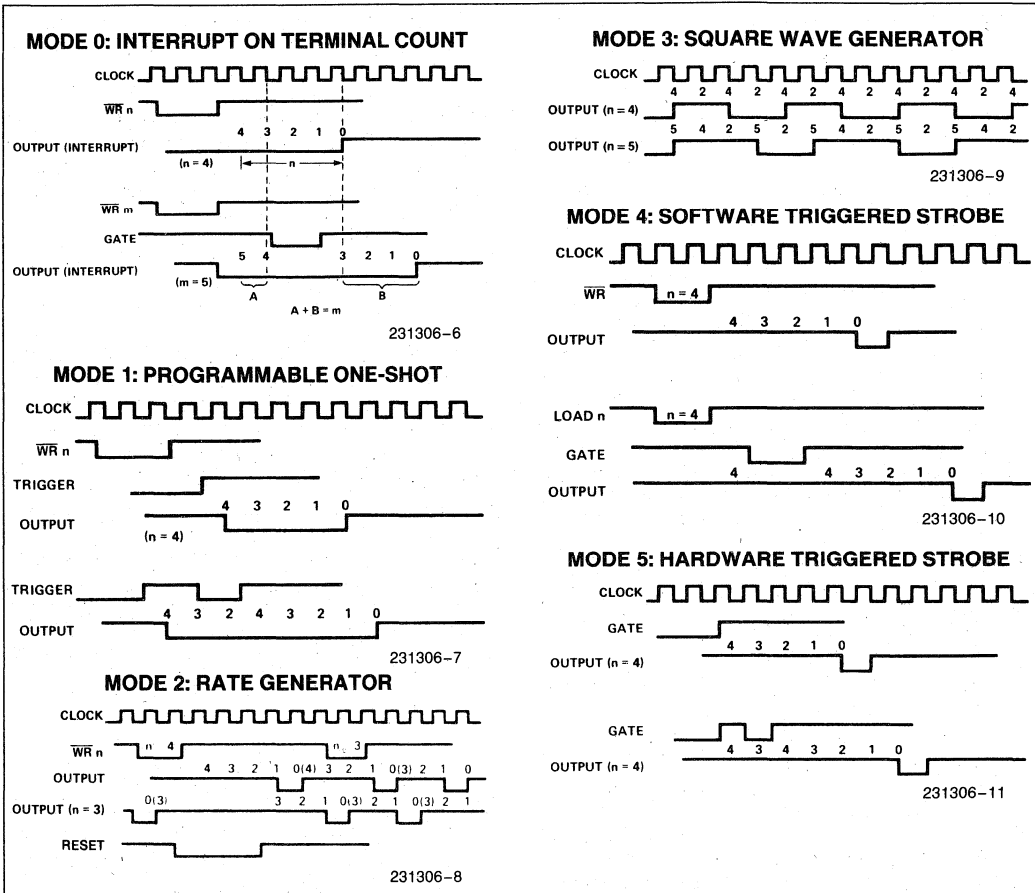 MODE 0: INTERRUPT ON TERMINAL COUNT
CLOCK
WR n
4 3 2 1 0
OUTPUT (INTERRUPT)
(n = 4)
n
WR m
GATE
5 4 3 2 1 0
OUTPUT (INTERRUPT)
(m = 5)
A B
A + B = m
231306–6
MODE 1: PROGRAMMABLE ONE-SHOT
CLOCK
WR n
TRIGGER
4 3 2 1 0
OUTPUT
(n = 4)
TRIGGER
4 3 2 4 3 2 1 0
OUTPUT
231306–7
MODE 2: RATE GENERATOR
CLOCK
WR n
n 4 n 3
4 3 2 1 0(4) 3 2 1 0(3) 2 1 0
OUTPUT
0(3) 3 2 1 0(3) 2 1 0(3) 2 1
OUTPUT (n = 3)
RESET
231306–8
MODE 3: SQUARE WAVE GENERATOR
CLOCK
4 2 4 2 4 2 4 2 4 2 4 2 4
OUTPUT (n = 4)
5 4 2 5 2 5 4 2 5 2 5 4 2
OUTPUT (n = 5)
231306–9
MODE 4: SOFTWARE TRIGGERED STROBE
CLOCK
WR n = 4
4 3 2 1 0
OUTPUT
LOAD n n = 4
GATE
4 4 3 2 1 0
OUTPUT
231306–10
MODE 5: HARDWARE TRIGGERED STROBE
CLOCK
GATE
4 3 2 1 0
OUTPUT (n = 4)
GATE
4 3 4 3 2 1 0
OUTPUT (n = 4)
231306–11